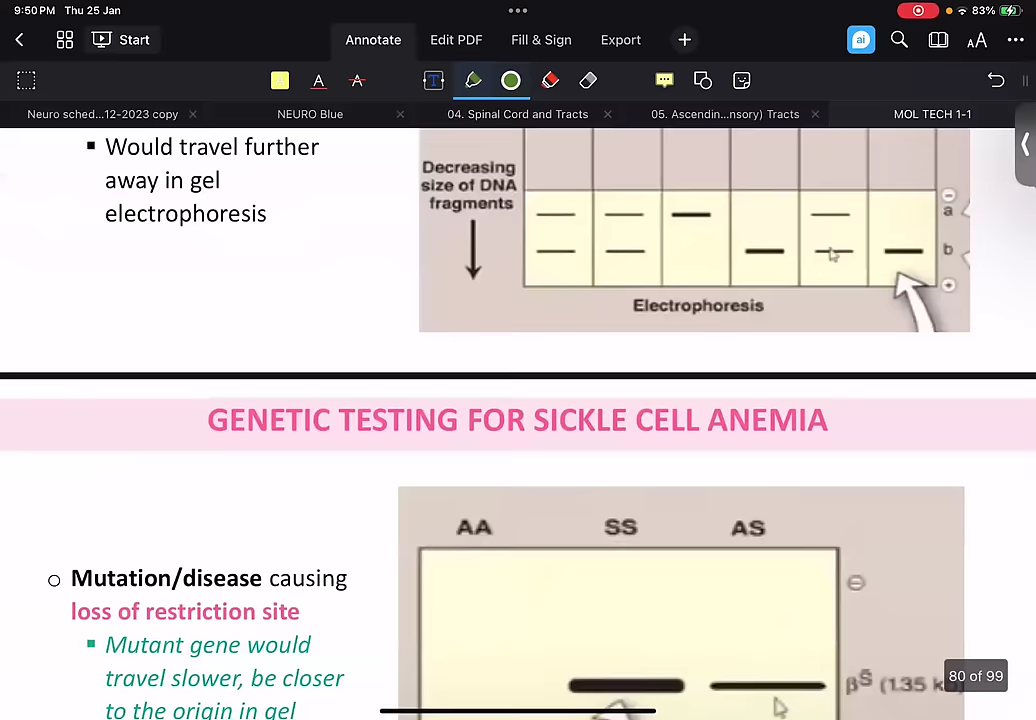 9:50 PM Thu 25 Jan
83%
Start
Annotate
Edit PDF
Fill & Sign
Export
ai
AA
A
A
T
Neuro sched...12-2023 copy
NEURO Blue
04. Spinal Cord and Tracts
05. Ascendin...nsory) Tracts
MOL TECH 1-1
Would travel further
away in gel
electrophoresis
Decreasing
size of DNA
fragments
a
b
Electrophoresis
GENETIC TESTING FOR SICKLE CELL ANEMIA
AA SS AS
Mutation/disease causing
loss of restriction site
Mutant gene would
travel slower, be closer
to the origin in gel
βS (1.35
80 of 99